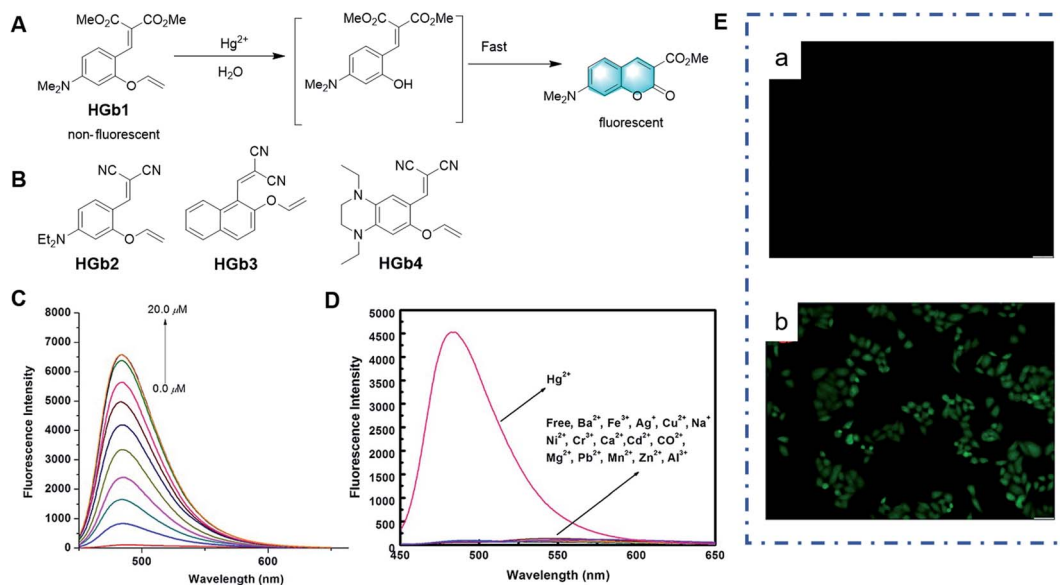 A
MeO₂C CO₂Me
Me₂N
O
HGb1
non-fluorescent
Hg²⁺
H₂O
MeO₂C CO₂Me
Me₂N
OH
Fast
CO₂Me
Me₂N
O
O
fluorescent
B
CN CN
Et₂N
O
HGb2
CN
CN
O
HGb3
CN CN
N
N
O
HGb4
C
Fluorescence Intensity
8000
7000
6000
5000
4000
3000
2000
1000
0
20.0 μM
0.0 μM
500
600
Wavelength (nm)
D
Fluorescence Intensity
5000
4500
4000
3500
3000
2500
2000
1500
1000
500
0
Hg²⁺
Free, Ba²⁺, Fe³⁺, Ag⁺, Cu²⁺, Na⁺
Ni²⁺, Cr³⁺, Ca²⁺,Cd²⁺, CO²⁺,
Mg²⁺, Pb²⁺, Mn²⁺, Zn²⁺, Al³⁺
450
500
550
600
650
Wavelength (nm)
E
a
b